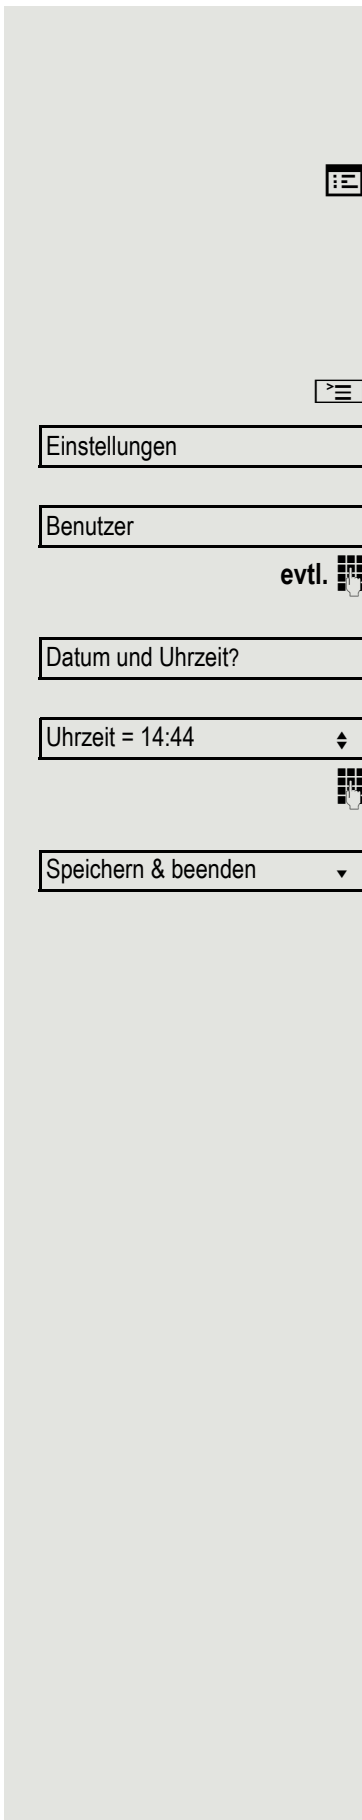 Einstellungen
Benutzer
evtl.
Datum und Uhrzeit?
Uhrzeit = 14:44
Speichern & beenden